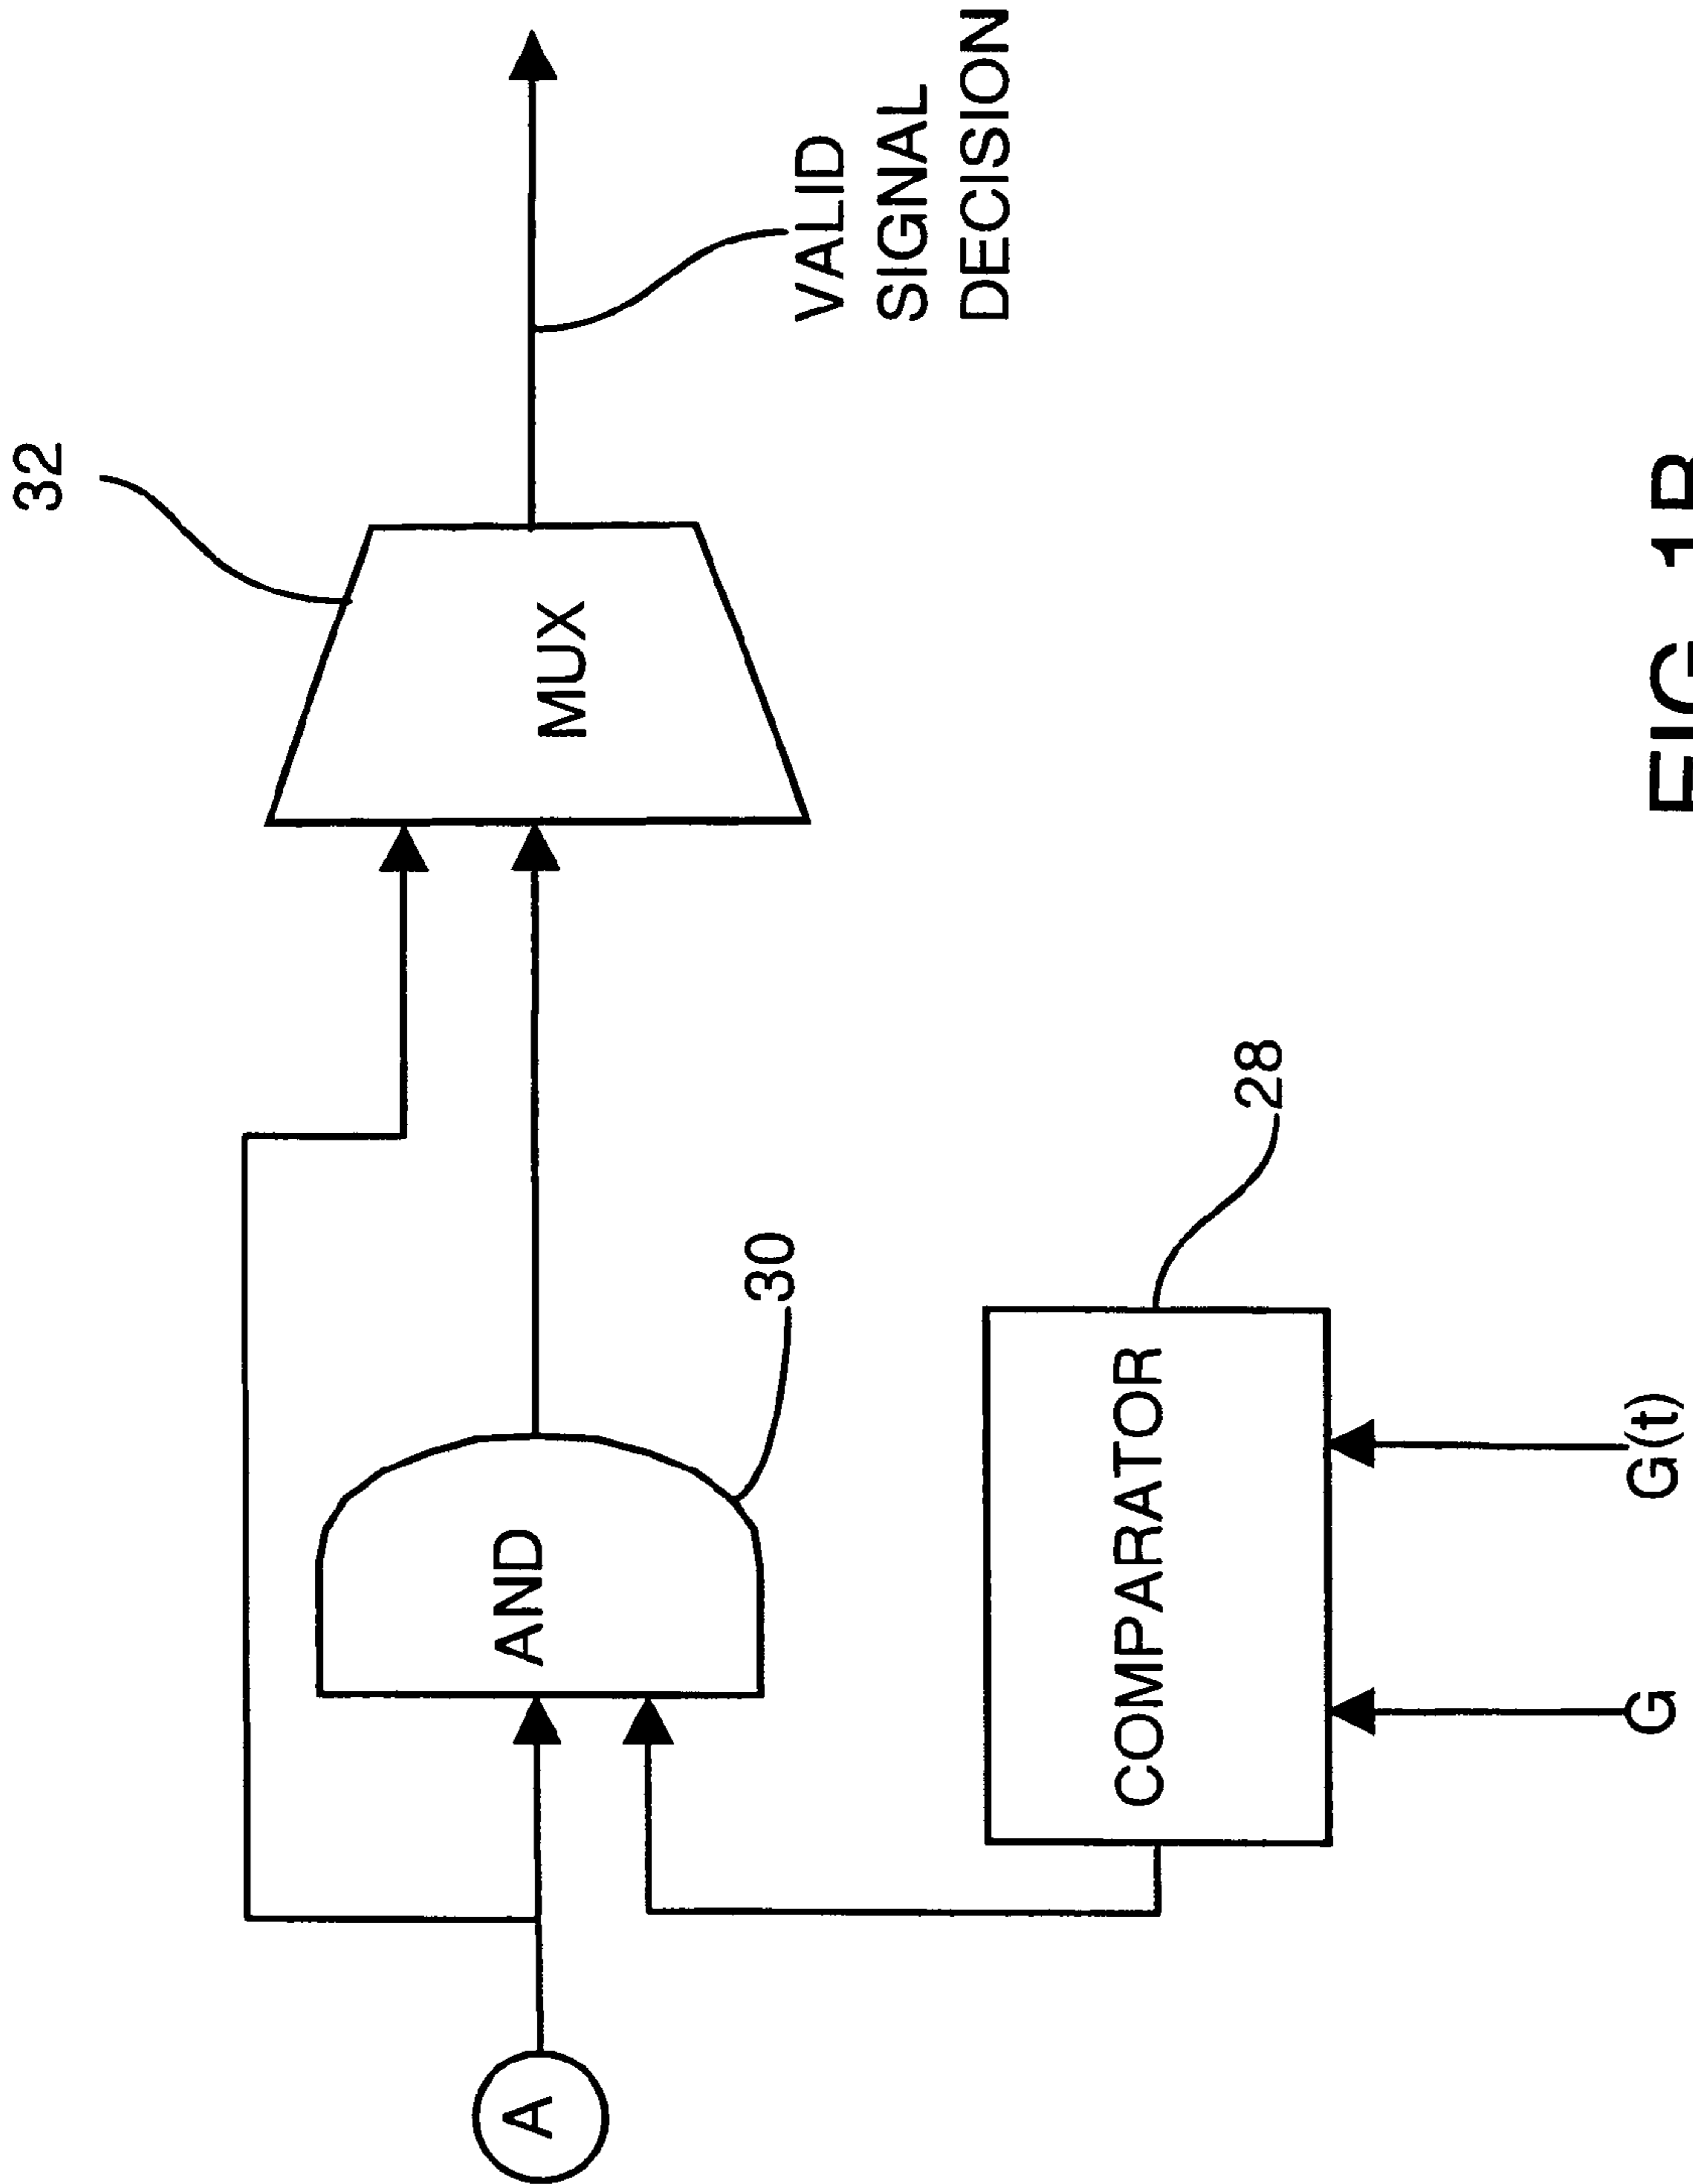 32
MUX
VALID
SIGNAL
DECISION
A
AND
30
COMPARATOR
28
G
G(t)